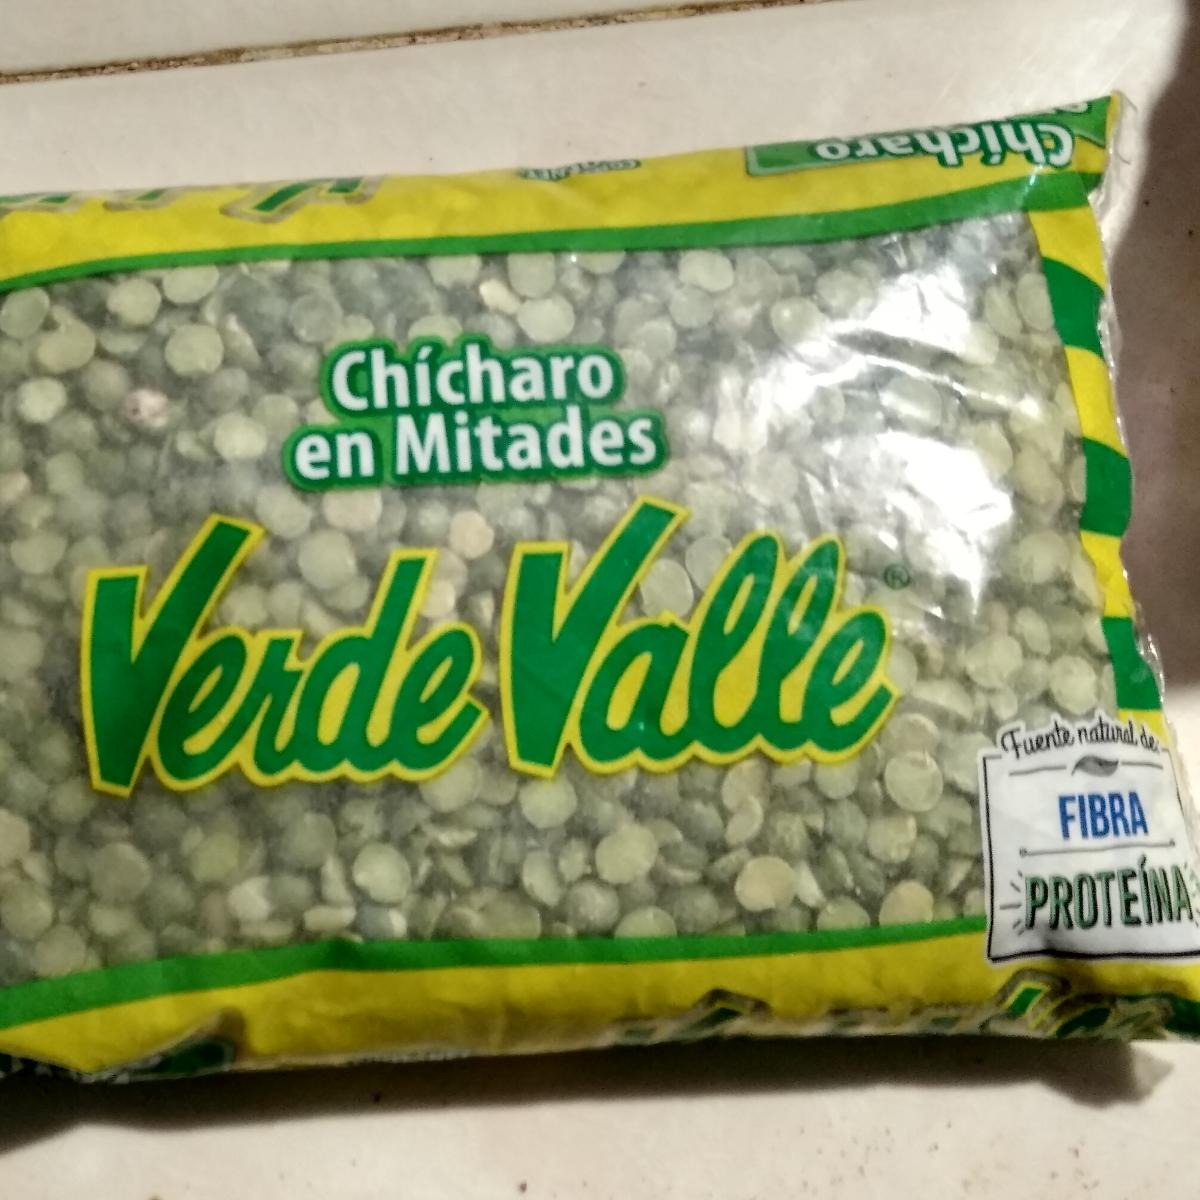 Chícharo
Chícharo
en Mitades
Verde Valle®
Fuente natural de:
FIBRA
PROTEÍNA